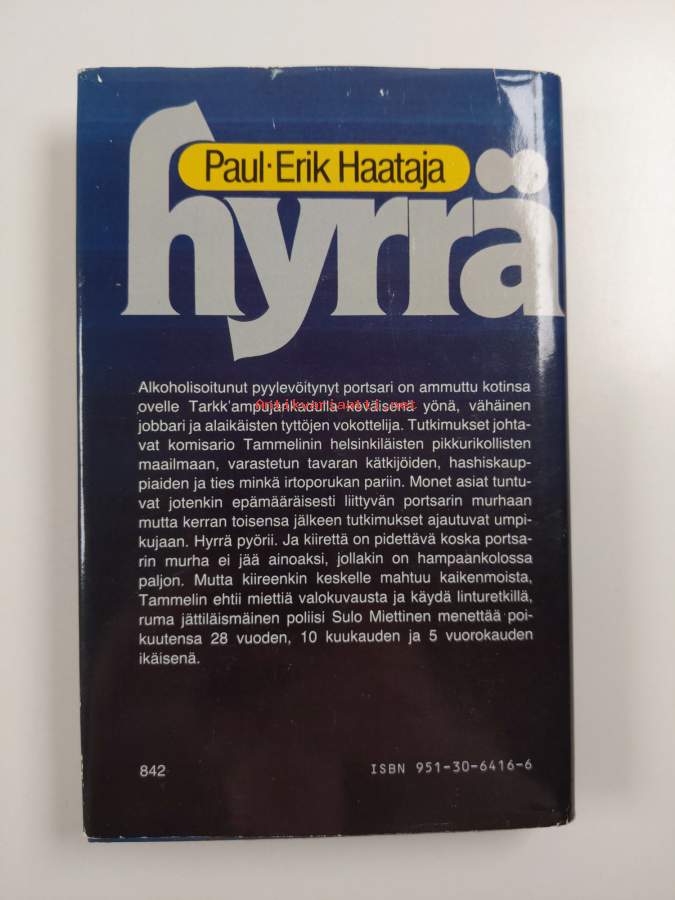 Paul-Erik Haataja
hyrrä
Alkoholisoitunut pyylevöitynyt portsari on ammuttu kotinsa
ovelle Tarkk'ampujankadulla keväisenä yönä, vähäinen
Antikvariaatti.net
jobbari ja alaikäisten tyttöjen vokottelija. Tutkimukset johta-
vat komisario Tammelinin helsinkiläisten pikkurikollisten
maailmaan, varastetun tavaran kätkijöiden, hashiskaup-
piaiden ja ties minkä irtoporukan pariin. Monet asiat tuntu-
vat jotenkin epämääräisesti liittyvän portsarin murhaan
mutta kerran toisensa jälkeen tutkimukset ajautuvat umpi-
kujaan. Hyrrä pyörii. Ja kiirettä on pidettävä koska portsa-
rin murha ei jää ainoaksi, jollakin on hampaankolossa
paljon. Mutta kiireenkin keskelle mahtuu kaikenmoista,
Tammelin ehtii miettiä valokuvausta ja käydä linturetkillä,
ruma jättiläismäinen poliisi Sulo Miettinen menettää poi-
kuutensa 28 vuoden, 10 kuukauden ja 5 vuorokauden
ikäisenä.
842
ISBN 951-30-6416-6